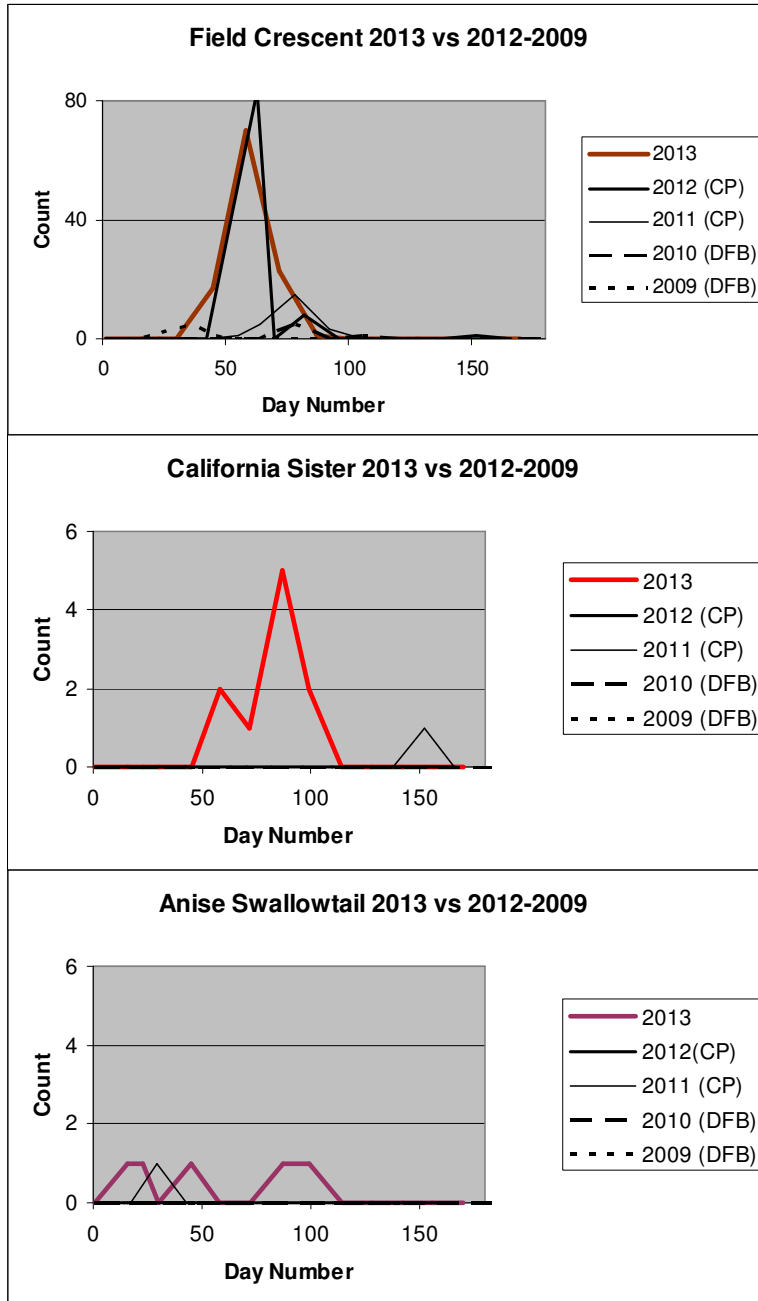 Field Crescent 2013 vs 2012-2009
80
40
0
Count
0 50 100 150
Day Number
2013
2012 (CP)
2011 (CP)
2010 (DFB)
2009 (DFB)
California Sister 2013 vs 2012-2009
6
4
2
0
Count
0 50 100 150
Day Number
2013
2012 (CP)
2011 (CP)
2010 (DFB)
2009 (DFB)
Anise Swallowtail 2013 vs 2012-2009
6
4
2
0
Count
0 50 100 150
Day Number
2013
2012(CP)
2011 (CP)
2010 (DFB)
2009 (DFB)